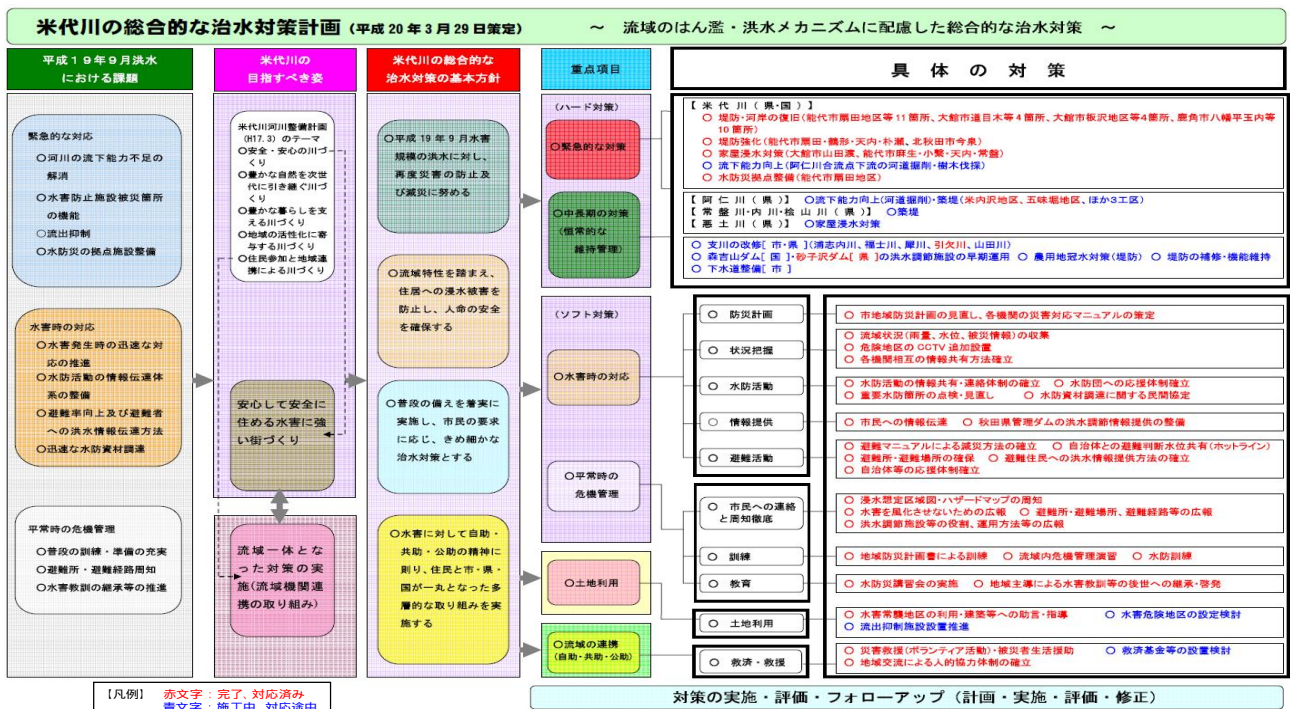 米代川の総合的な治水対策計画（平成20年3月29日策定）　～　流域のはん濫・洪水メカニズムに配慮した総合的な治水対策　～
平成19年9月洪水
における課題
緊急的な対応
○河川の流下能力不足の
解消
○水害防止施設被災箇所
の機能
○流出抑制
○水防災の拠点施設整備
水害時の対応
○水害発生時の迅速な対
応の推進
○水防活動の情報伝達体
系の整備
○避難率向上及び避難者
への洪水情報伝達方法
○迅速な水防資材調達
平常時の危機管理
○普段の訓練・準備の充実
○避難所・避難経路周知
○水害教訓の継承等の推進
米代川の
目指すべき姿
米代川河川整備計画
(H17.3)のテーマ
○安全・安心の川づ
くり
○豊かな自然を次世
代に引き継ぐ川づ
くり
○豊かな暮らしを支
える川づくり
○地域の活性化に寄
与する川づくり
○住民参加と地域連
携による川づくり
安心して安全に
住める水害に強
い街づくり
流域一体とな
った対策の実
施(流域機関連
携の取り組み)
米代川の総合的な
治水対策の基本方針
○平成19年9月水害
規模の洪水に対し、
再度災害の防止及
び減災に努める
○流域特性を踏まえ、
住居への浸水被害を
防止し、人命の安全
を確保する
○普段の備えを着実に
実施し、市民の要求
に応じ、きめ細かな
治水対策とする
○水害に対して自助・
共助・公助の精神に
則り、住民と市・県・
国が一丸となった多
層的な取り組みを実
施する
重点項目
(ハード対策)
○緊急的な対策
○中長期の対策
(恒常的な
維持管理)
(ソフト対策)
○水害時の対応
○平常時の
危機管理
○土地利用
○流域の連携
(自助・共助・公助)
具体の対策
【米代川(県・国)】
○ 堤防・河岸の復旧(能代市扇田地区等11箇所、大館市道目木等4箇所、大館市板沢地区等4箇所、鹿角市八幡平玉内等
10箇所)
○ 堤防強化(能代市扇田・鶴形・天内・朴瀬、北秋田市今泉)
○ 家屋浸水対策(大館市山田渡、能代市麻生・小繋・天内・常盤)
○ 流下能力向上(阿仁川合流点下流の河道掘削・樹木伐採)
○ 水防災拠点整備(能代市扇田地区)
【阿仁川(県)】 ○流下能力向上(河道掘削)・築堤(米内沢地区、五味堀地区、ほか3工区)
【常盤川・内川・桧山川(県)】 ○築堤
【悪土川(県)】 ○家屋浸水対策
○ 支川の改修[市・県](浦志内川、福士川、犀川、引欠川、山田川)
○ 森吉山ダム[国]・砂子沢ダム[県]の洪水調節施設の早期運用 ○ 農用地冠水対策(堤防) ○ 堤防の補修・機能維持
○ 下水道整備[市]
○ 防災計画
○ 市地域防災計画の見直し、各機関の災害対応マニュアルの策定
○ 状況把握
○ 流域状況(雨量、水位、被災情報)の収集
○ 危険地区のCCTV追加設置
○ 各機関相互の情報共有方法確立
○ 水防活動
○ 水防活動の情報共有・連絡体制の確立 ○ 水防団への応援体制確立
○ 重要水防箇所の点検・見直し ○ 水防資材調達に関する民間協定
○ 情報提供
○ 市民への情報伝達 ○ 秋田県管理ダムの洪水調節情報提供の整備
○ 避難活動
○ 避難マニュアルによる減災方法の確立 ○ 自治体との避難判断水位共有(ホットライン)
○ 避難所・避難場所の確保 ○ 避難住民への洪水情報提供方法の確立
○ 自治体等の応援体制確立
○ 市民への連絡
と周知徹底
○ 浸水想定区域図・ハザードマップの周知
○ 水害を風化させないための広報 ○ 避難所・避難場所、避難経路等の広報
○ 洪水調節施設等の役割、運用方法等の広報
○ 訓練
○ 地域防災計画書による訓練 ○ 流域内危機管理演習 ○ 水防訓練
○ 教育
○ 水防災講習会の実施 ○ 地域主導による水害教訓等の後世への継承・啓発
○ 土地利用
○ 水害常襲地区の利用・建築等への助言・指導 ○ 水害危険地区の設定検討
○ 流出抑制施設設置推進
○ 救済・救援
○ 災害救援(ボランティア活動)・被災者生活援助 ○ 救済基金等の設置検討
○ 地域交流による人的協力体制の確立
【凡例】 赤文字：完了、対応済み
青文字：施工中、対応途中
対策の実施・評価・フォローアップ（計画・実施・評価・修正）